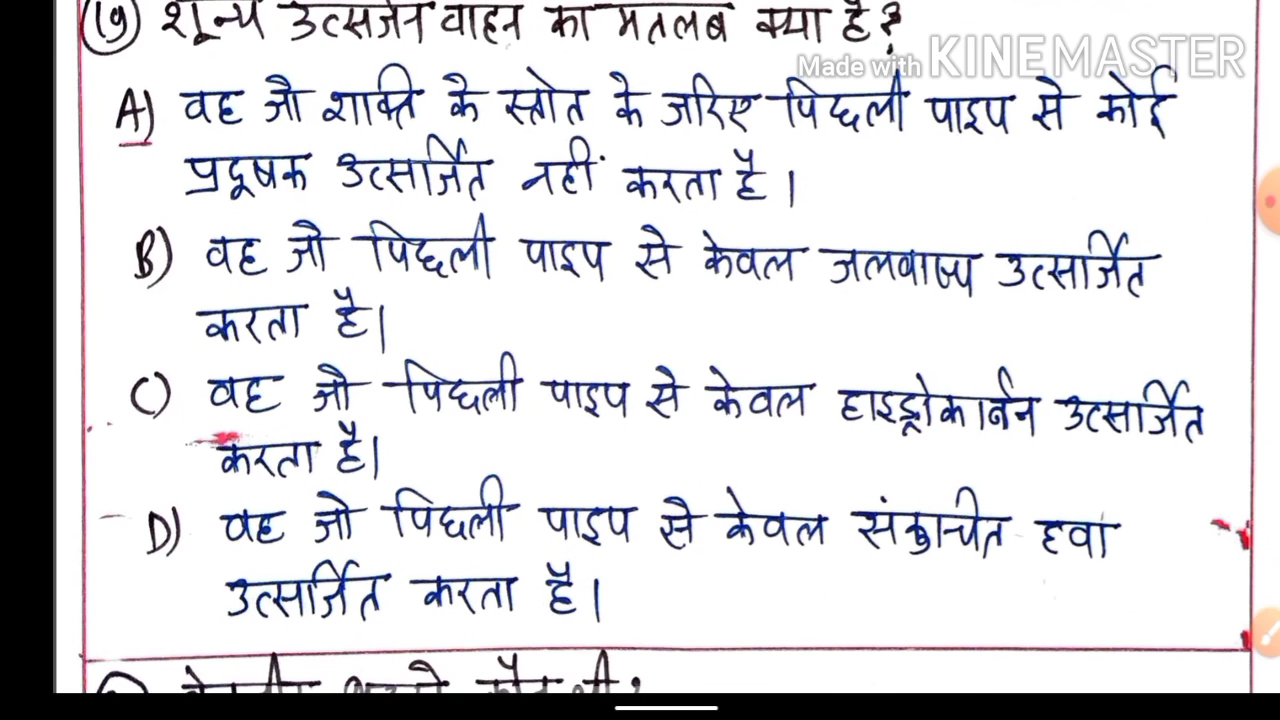 (19) शून्य उत्सर्जन वाहन का मतलब क्या है?
Made with KINEMASTER
A) वह जो शक्ति के स्त्रोत के जरिए पिछली पाइप से कोई
प्रदूषक उत्सर्जित नहीं करता है।
B) वह जो पिछली पाइप से केवल जलवाष्प उत्सर्जित
करता है।
C) वह जो पिछली पाइप से केवल हाइड्रोकार्बन उत्सर्जित
करता है।
D) वह जो पिछली पाइप से केवल संकुचित हवा
उत्सर्जित करता है।